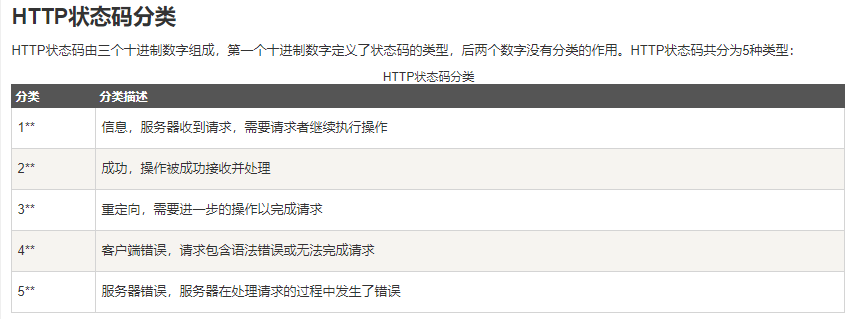 HTTP状态码分类
HTTP状态码由三个十进制数字组成，第一个十进制数字定义了状态码的类型，后两个数字没有分类的作用。HTTP状态码共分为5种类型：
HTTP状态码分类
分类 分类描述
1** 信息，服务器收到请求，需要请求者继续执行操作
2** 成功，操作被成功接收并处理
3** 重定向，需要进一步的操作以完成请求
4** 客户端错误，请求包含语法错误或无法完成请求
5** 服务器错误，服务器在处理请求的过程中发生了错误